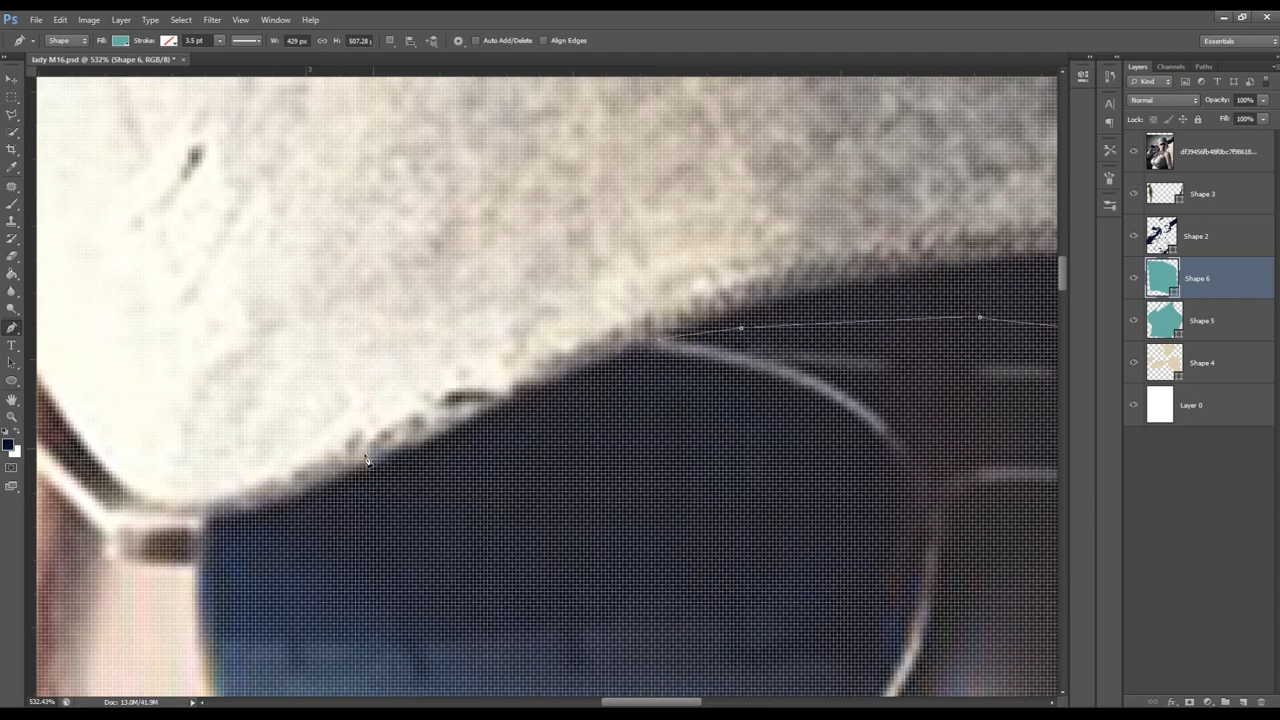 Ps File Edit Image Layer Type Select Filter View Window Help
Shape Fill: Stroke: 3.5 pt W: 429 px H: 507.28 Auto Add/Delete Align Edges Essentials
lady M16.psd @ 532% (Shape 6, RGB/8) * ×
Layers Channels Paths
3
Kind
Normal Opacity: 100%
Lock: Fill: 100%
df39456fb48f0bc7f98618...
Shape 3
Shape 2
Shape 6
Shape 5
Shape 4
Layer 0
532.43% Doc: 13.0M/41.9M